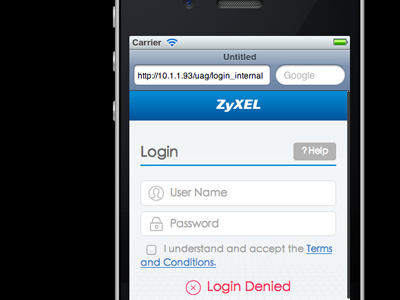 Carrier
Untitled
http://10.1.1.93/uag/login_internal Google
ZyXEL
Login ? Help
User Name
Password
I understand and accept the Terms
and Conditions.
Login Denied